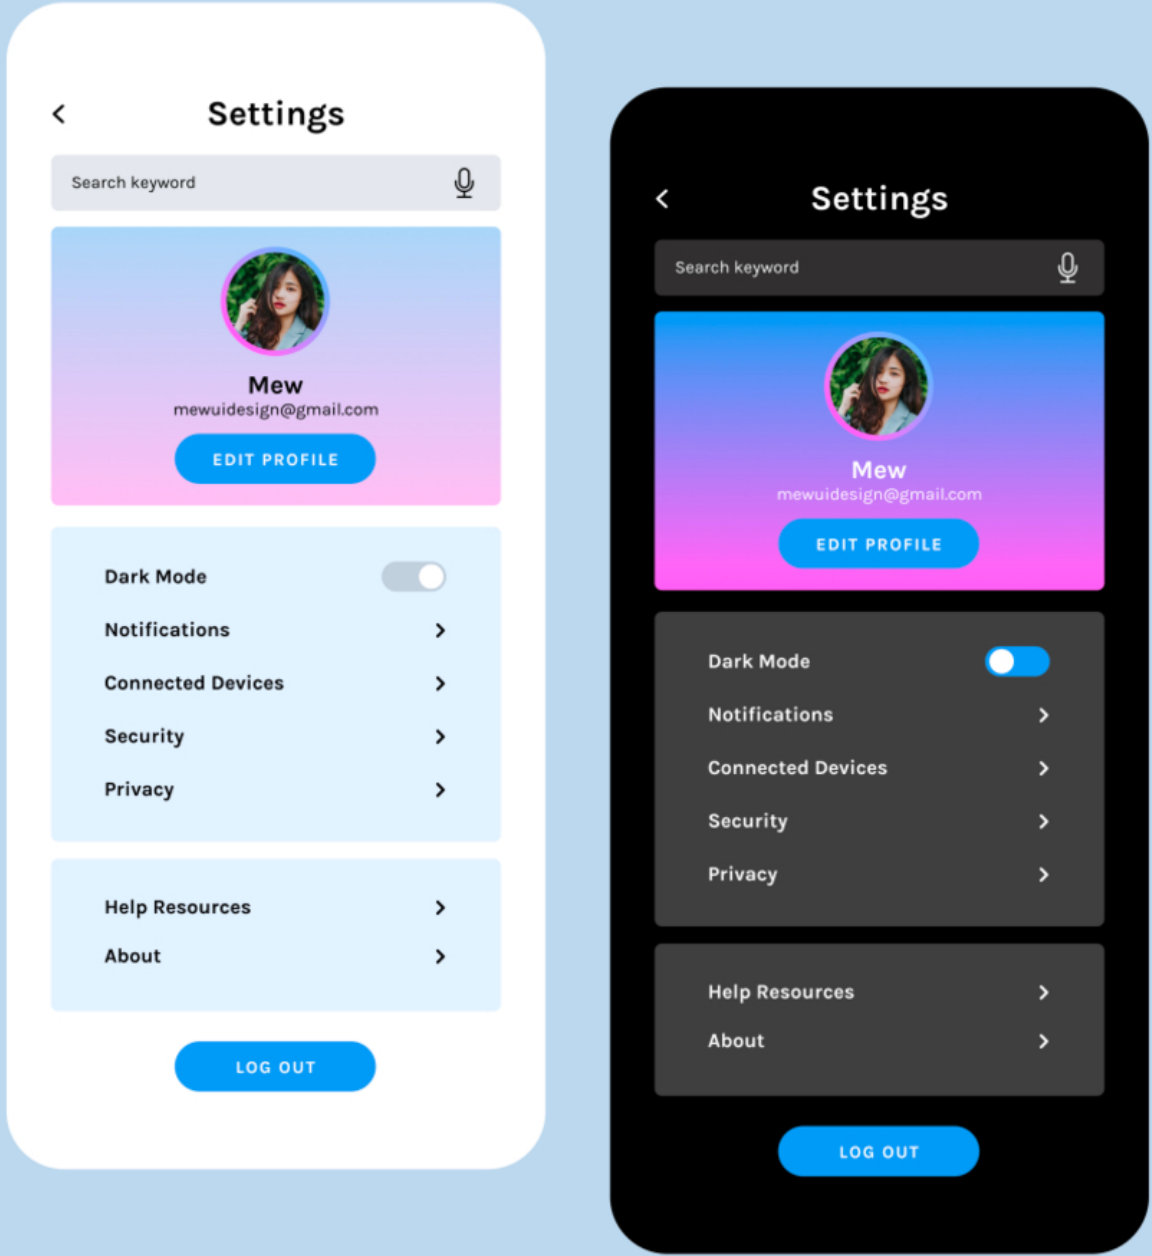 Settings
Search keyword
Mew
mewuidesign@gmail.com
EDIT PROFILE
Dark Mode
Notifications
Connected Devices
Security
Privacy
Help Resources
About
LOG OUT
Settings
Search keyword
Mew
mewuidesign@gmail.com
EDIT PROFILE
Dark Mode
Notifications
Connected Devices
Security
Privacy
Help Resources
About
LOG OUT